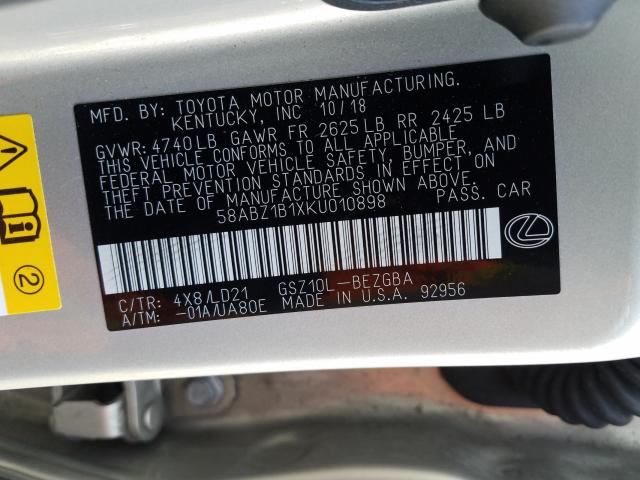 MFD. BY: TOYOTA MOTOR MANUFACTURING.
KENTUCKY, INC 10/18
GVWR: 4740LB GAWR FR 2625LB RR 2425 LB
THIS VEHICLE CONFORMS TO ALL APPLICABLE
FEDERAL MOTOR VEHICLE SAFETY, BUMPER, AND
THEFT PREVENTION STANDARDS IN EFFECT ON
THE DATE OF MANUFACTURE SHOWN ABOVE.
58ABZ1B1XKU010898 PASS. CAR
C/TR: 4X8/LD21 GSZ10L-BEZGBA
A/TM: -01A/UA80E MADE IN U.S.A. 92956
2